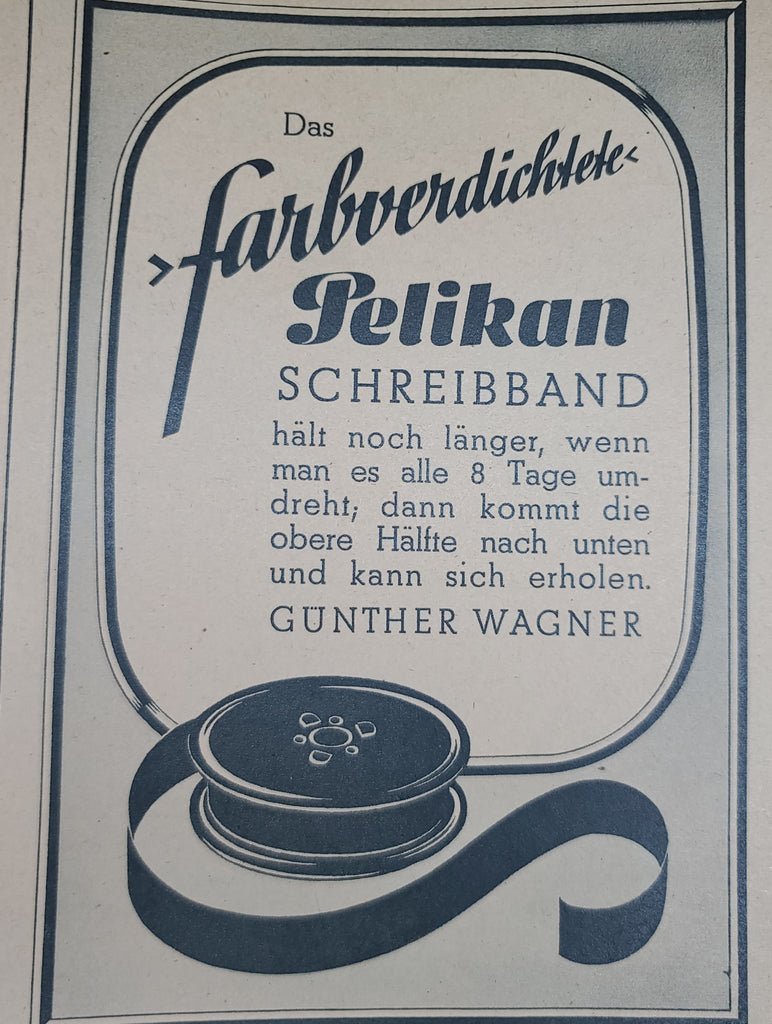 Das
>farbverdichtete<
Pelikan
SCHREIBBAND
hält noch länger, wenn
man es alle 8 Tage um-
dreht; dann kommt die
obere Hälfte nach unten
und kann sich erholen.
GÜNTHER WAGNER